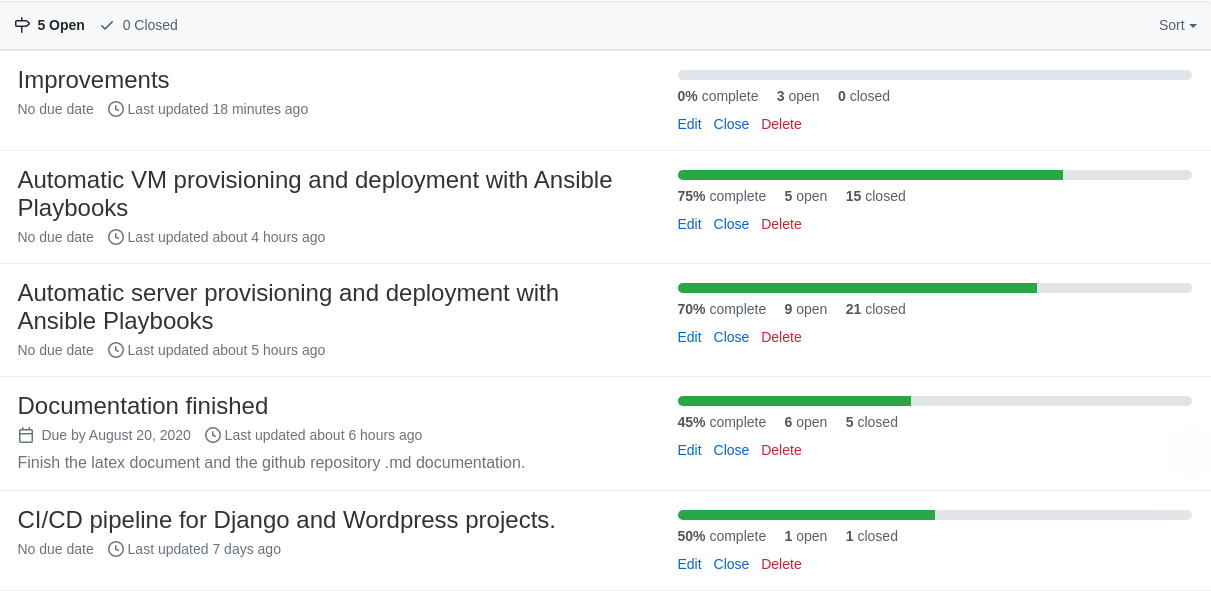 5 Open 0 Closed Sort
Improvements
No due date Last updated 18 minutes ago
0% complete 3 open 0 closed
Edit Close Delete
Automatic VM provisioning and deployment with Ansible
Playbooks
No due date Last updated about 4 hours ago
75% complete 5 open 15 closed
Edit Close Delete
Automatic server provisioning and deployment with
Ansible Playbooks
No due date Last updated about 5 hours ago
70% complete 9 open 21 closed
Edit Close Delete
Documentation finished
Due by August 20, 2020 Last updated about 6 hours ago
Finish the latex document and the github repository .md documentation.
45% complete 6 open 5 closed
Edit Close Delete
CI/CD pipeline for Django and Wordpress projects.
No due date Last updated 7 days ago
50% complete 1 open 1 closed
Edit Close Delete